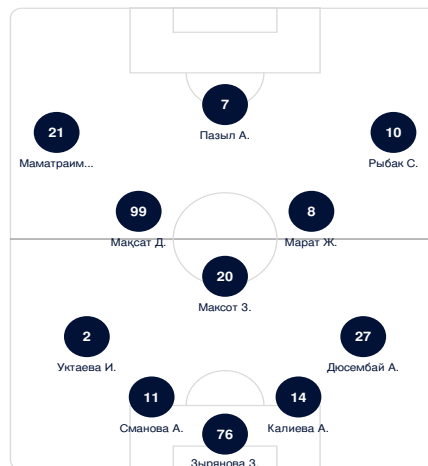 7
Пазыл А.
21
Маматраим...
10
Рыбак С.
99
Мақсат Д.
8
Марат Ж.
20
Максот З.
2
Уктаева И.
27
Дюсембай А.
11
Сманова А.
14
Калиева А.
76
Зырянова З.